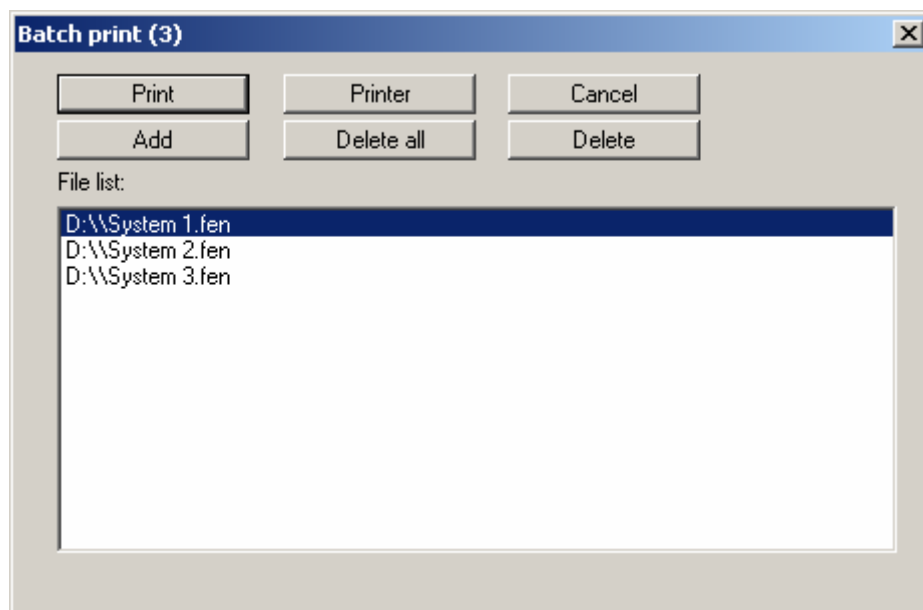 Batch print (3)
Print Printer Cancel
Add Delete all Delete
File list:
D:\\System 1.fen
D:\\System 2.fen
D:\\System 3.fen